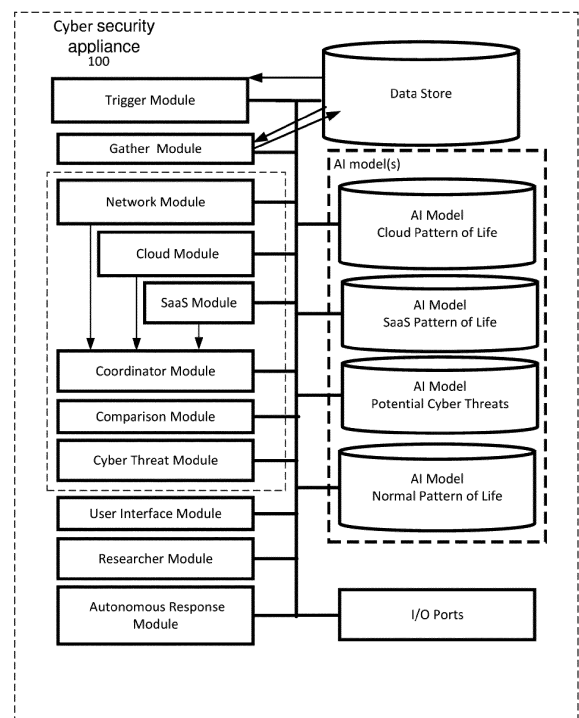 Cyber security
appliance
100
Trigger Module
Data Store
Gather Module
AI model(s)
Network Module
AI Model
Cloud Pattern of Life
Cloud Module
SaaS Module
AI Model
SaaS Pattern of Life
Coordinator Module
AI Model
Potential Cyber Threats
Comparison Module
Cyber Threat Module
AI Model
Normal Pattern of Life
User Interface Module
Researcher Module
Autonomous Response
Module
I/O Ports